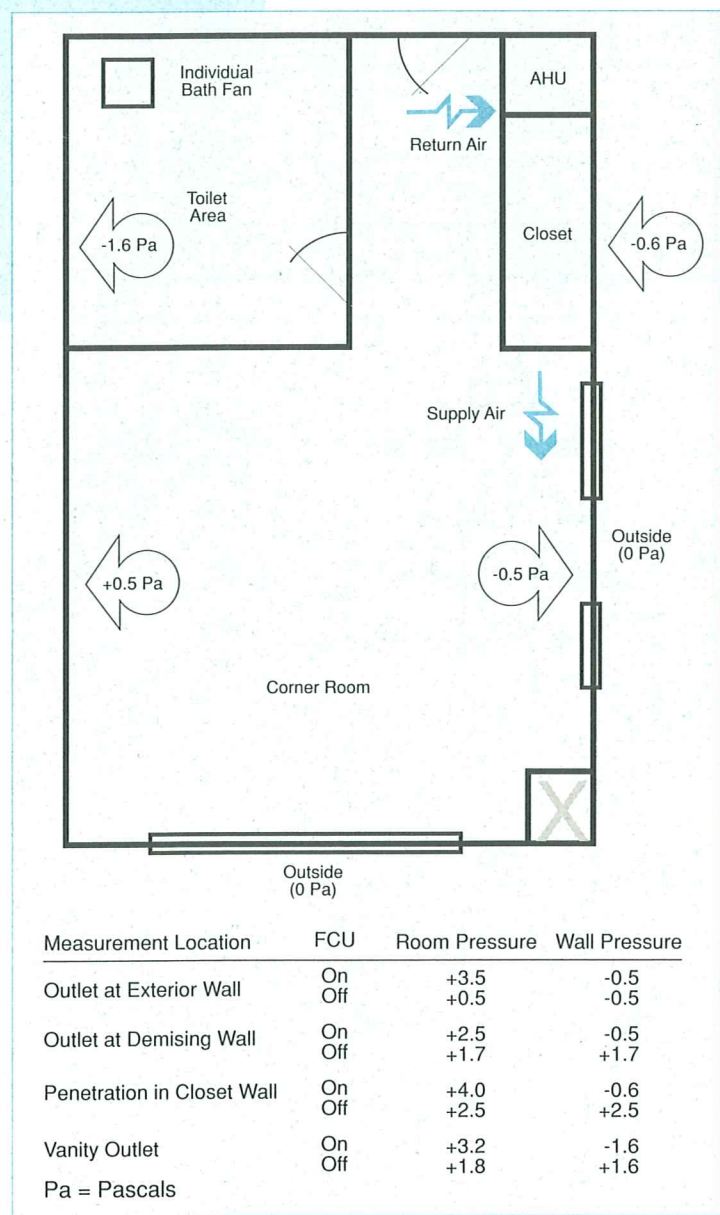 Individual
Bath Fan
AHU
Return Air
Toilet
Area
-1.6 Pa
Closet
-0.6 Pa
Supply Air
Outside
(0 Pa)
+0.5 Pa
-0.5 Pa
Corner Room
X
Outside
(0 Pa)
Measurement Location FCU Room Pressure Wall Pressure
Outlet at Exterior Wall On +3.5 -0.5
Off +0.5 -0.5
Outlet at Demising Wall On +2.5 -0.5
Off +1.7 +1.7
Penetration in Closet Wall On +4.0 -0.6
Off +2.5 +2.5
Vanity Outlet On +3.2 -1.6
Off +1.8 +1.6
Pa = Pascals